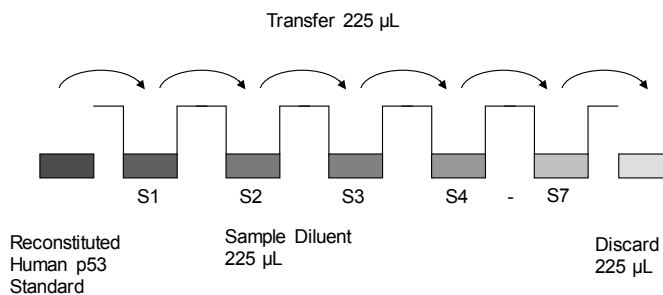 Transfer 225 µL
S1 S2 S3 S4 - S7
Reconstituted
Human p53
Standard
Sample Diluent
225 µL
Discard
225 µL